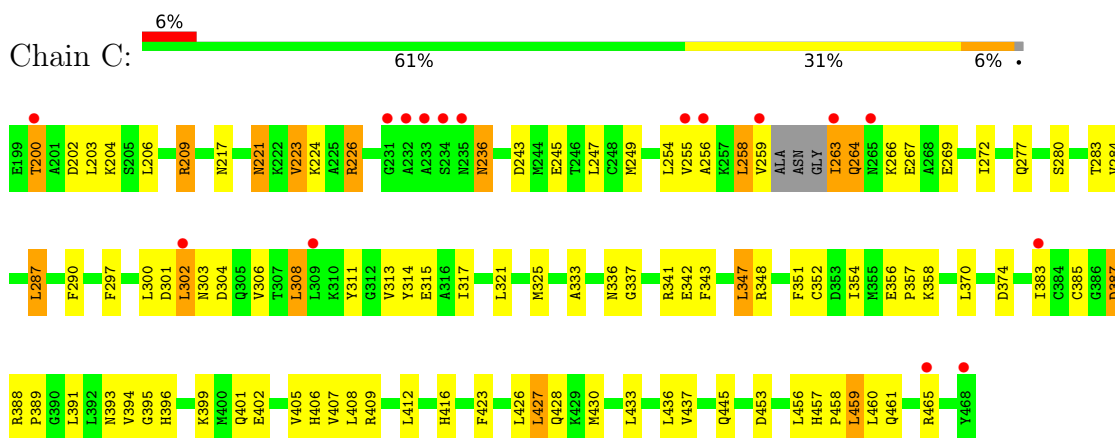 6%
Chain C:
61% 31% 6% •
E199 T200 A201 D202 L203 K204 S205 L206 R209 N217 N221 K222 V223 K224 A225 R226 G231 A232 A233 S234 N235 N236 D243 M244 E245 T246 L247 C248 M249 L254 V255 A256 K257 L258 V259 ALA ASN GLY I263 Q264 N265 K266 E267 A268 E269 I272 Q277 S280 T283 V284
L287 F290 F297 L300 D301 L302 N303 D304 Q305 V306 T307 L308 L309 K310 Y311 G312 V313 Y314 E315 A316 I317 L321 M325 A333 N336 G337 R341 E342 F343 L347 R348 F351 C352 D353 I354 M355 E356 P357 K358 L370 D374 I383 C384 C385 G386 D387
R388 P389 G390 L391 L392 N393 V394 G395 H396 K399 M400 Q401 E402 V405 H406 V407 L408 R409 L412 H416 F423 L426 L427 Q428 K429 M430 L433 L436 V437 Q445 D453 L456 H457 P458 L459 L460 Q461 R465 Y468